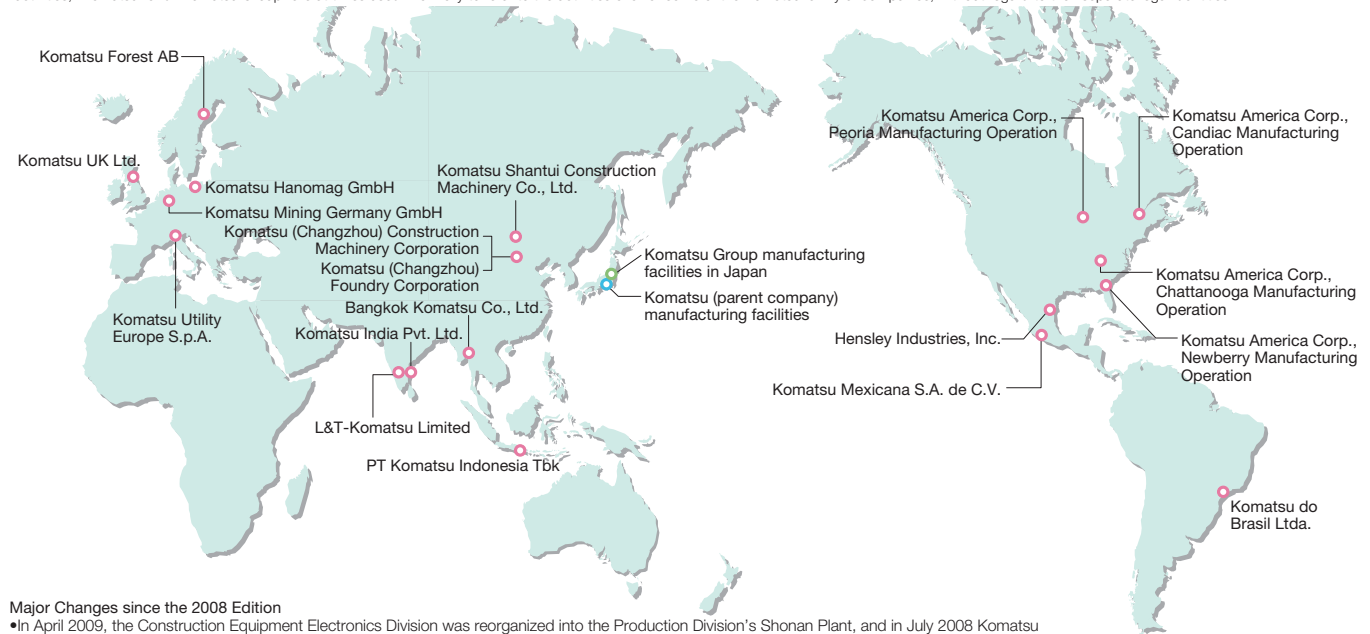 Komatsu Forest AB
Komatsu UK Ltd.
Komatsu Hanomag GmbH
Komatsu Mining Germany GmbH
Komatsu (Changzhou) Construction
Machinery Corporation
Komatsu (Changzhou)
Foundry Corporation
Komatsu Shantui Construction
Machinery Co., Ltd.
Komatsu Utility
Europe S.p.A.
Bangkok Komatsu Co., Ltd.
Komatsu India Pvt. Ltd.
L&T-Komatsu Limited
PT Komatsu Indonesia Tbk
Komatsu Group manufacturing
facilities in Japan
Komatsu (parent company)
manufacturing facilities
Komatsu America Corp.,
Peoria Manufacturing Operation
Komatsu America Corp.,
Candiac Manufacturing
Operation
Komatsu America Corp.,
Chattanooga Manufacturing
Operation
Komatsu America Corp.,
Newberry Manufacturing
Operation
Hensley Industries, Inc.
Komatsu Mexicana S.A. de C.V.
Komatsu do
Brasil Ltda.
Major Changes since the 2008 Edition
•In April 2009, the Construction Equipment Electronics Division was reorganized into the Production Division’s Shonan Plant, and in July 2008 Komatsu